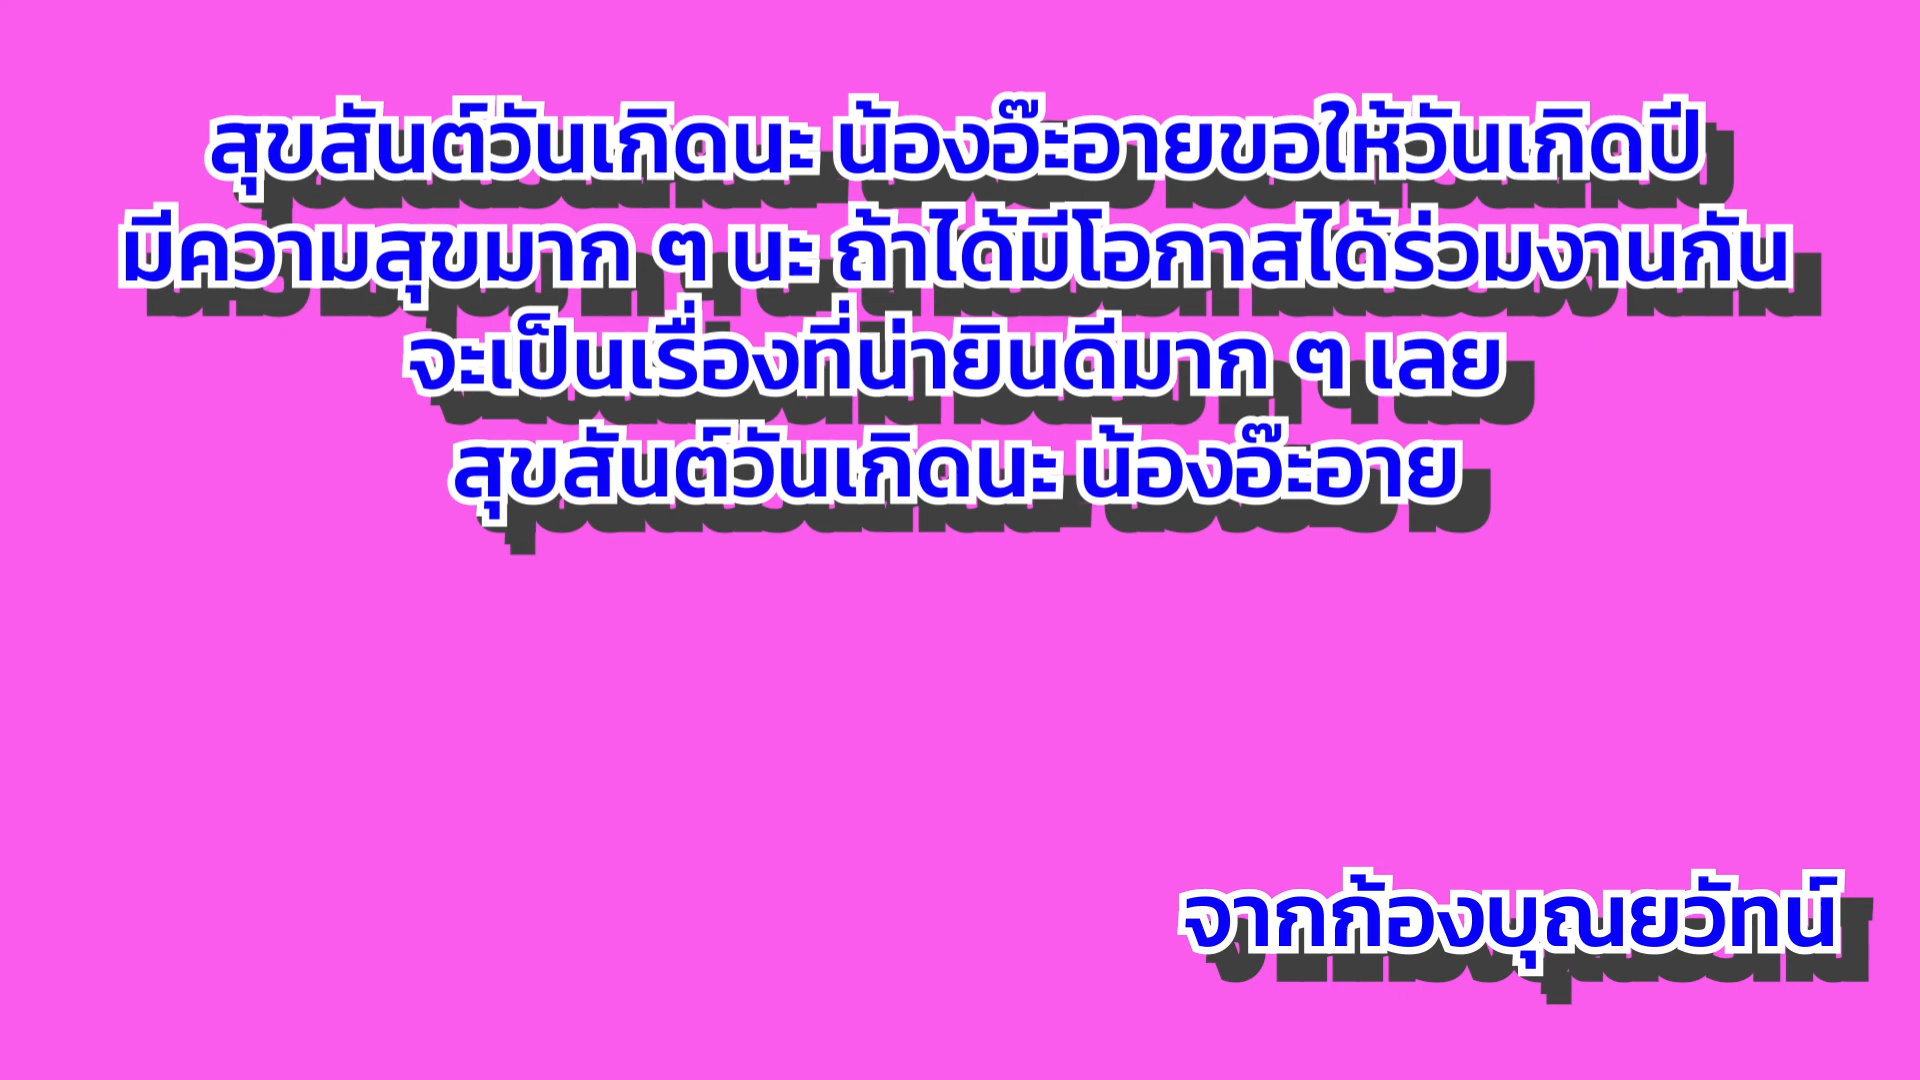 สุขสันต์วันเกิดนะ น้องอ๊ะอายขอให้วันเกิดปี
มีความสุขมาก ๆ นะ ถ้าได้มีโอกาสได้ร่วมงานกัน
จะเป็นเรื่องที่น่ายินดีมาก ๆ เลย
สุขสันต์วันเกิดนะ น้องอ๊ะอาย
จากก้องบุณยวัทน์